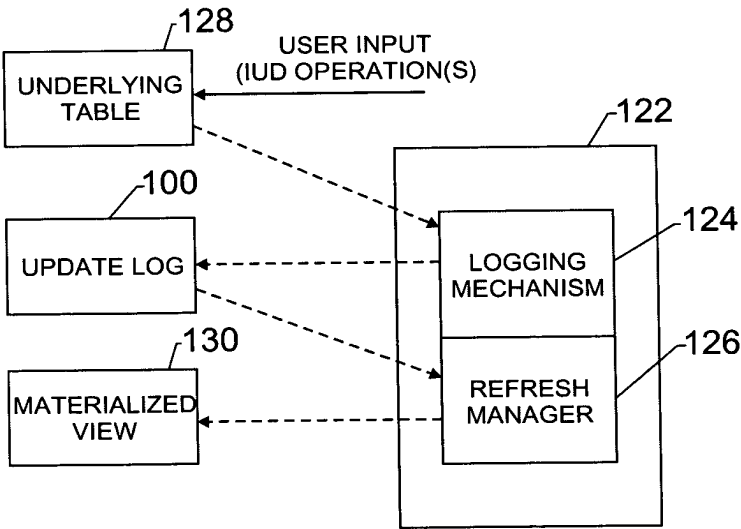 128
USER INPUT
(IUD OPERATION(S)
UNDERLYING
TABLE
122
100
UPDATE LOG
124
LOGGING
MECHANISM
130
126
MATERIALIZED
VIEW
REFRESH
MANAGER